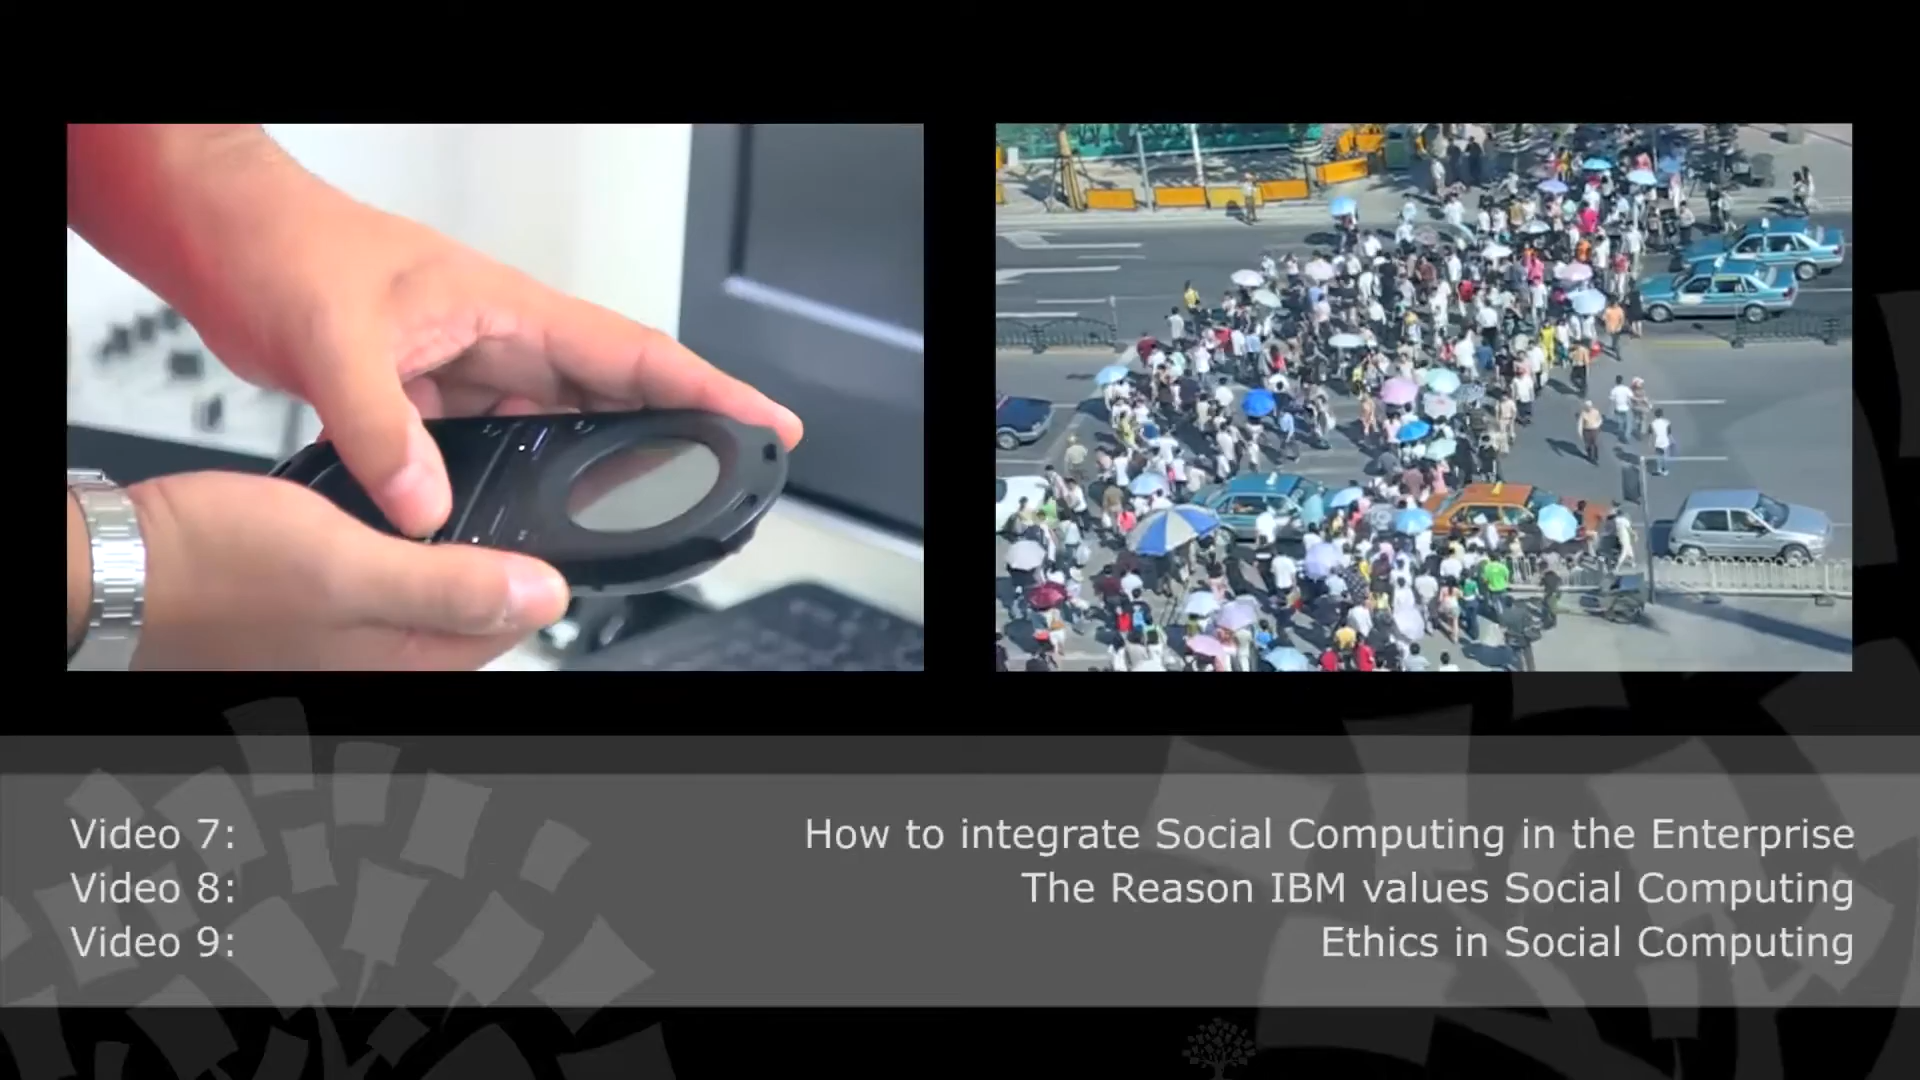 Video 7: How to integrate Social Computing in the Enterprise
Video 8: The Reason IBM values Social Computing
Video 9: Ethics in Social Computing